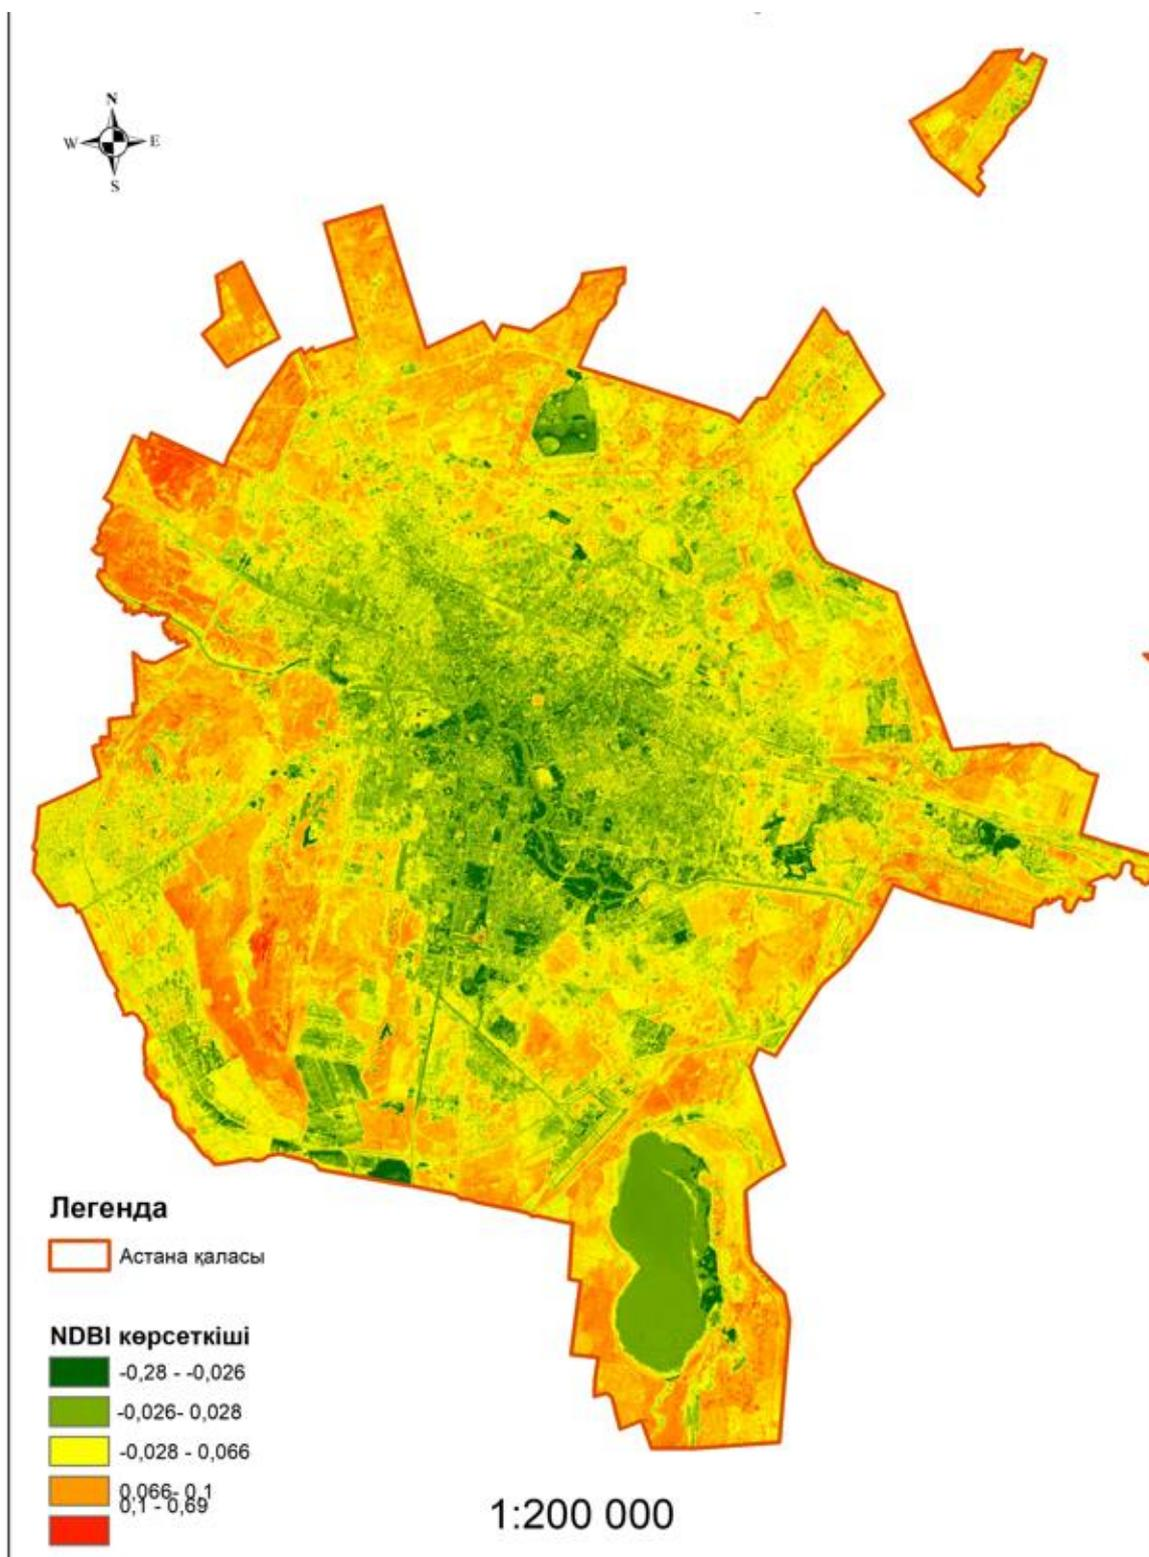 N
W E
S
Легенда
Астана қаласы
NDBI көрсеткіші
-0,28 - -0,026
-0,026- 0,028
-0,028 - 0,066
0,066- 0,1
0,1 - 0,69
1:200 000